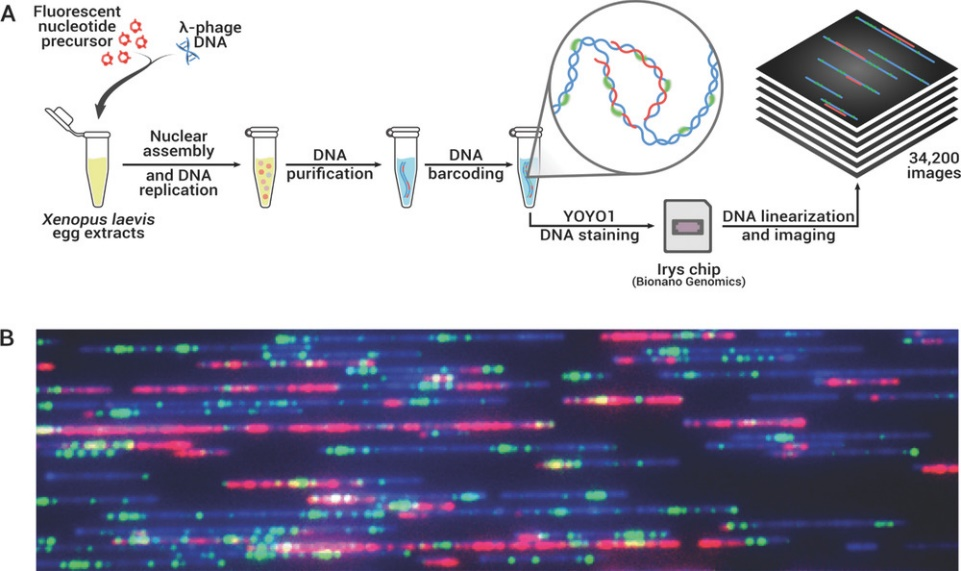 A
Fluorescent
nucleotide
precursor
λ-phage
DNA
Nuclear
assembly
and DNA
replication
DNA
purification
DNA
barcoding
Xenopus laevis
egg extracts
YOYO1
DNA staining
Irys chip
(Bionano Genomics)
DNA linearization
and imaging
34,200
images
B